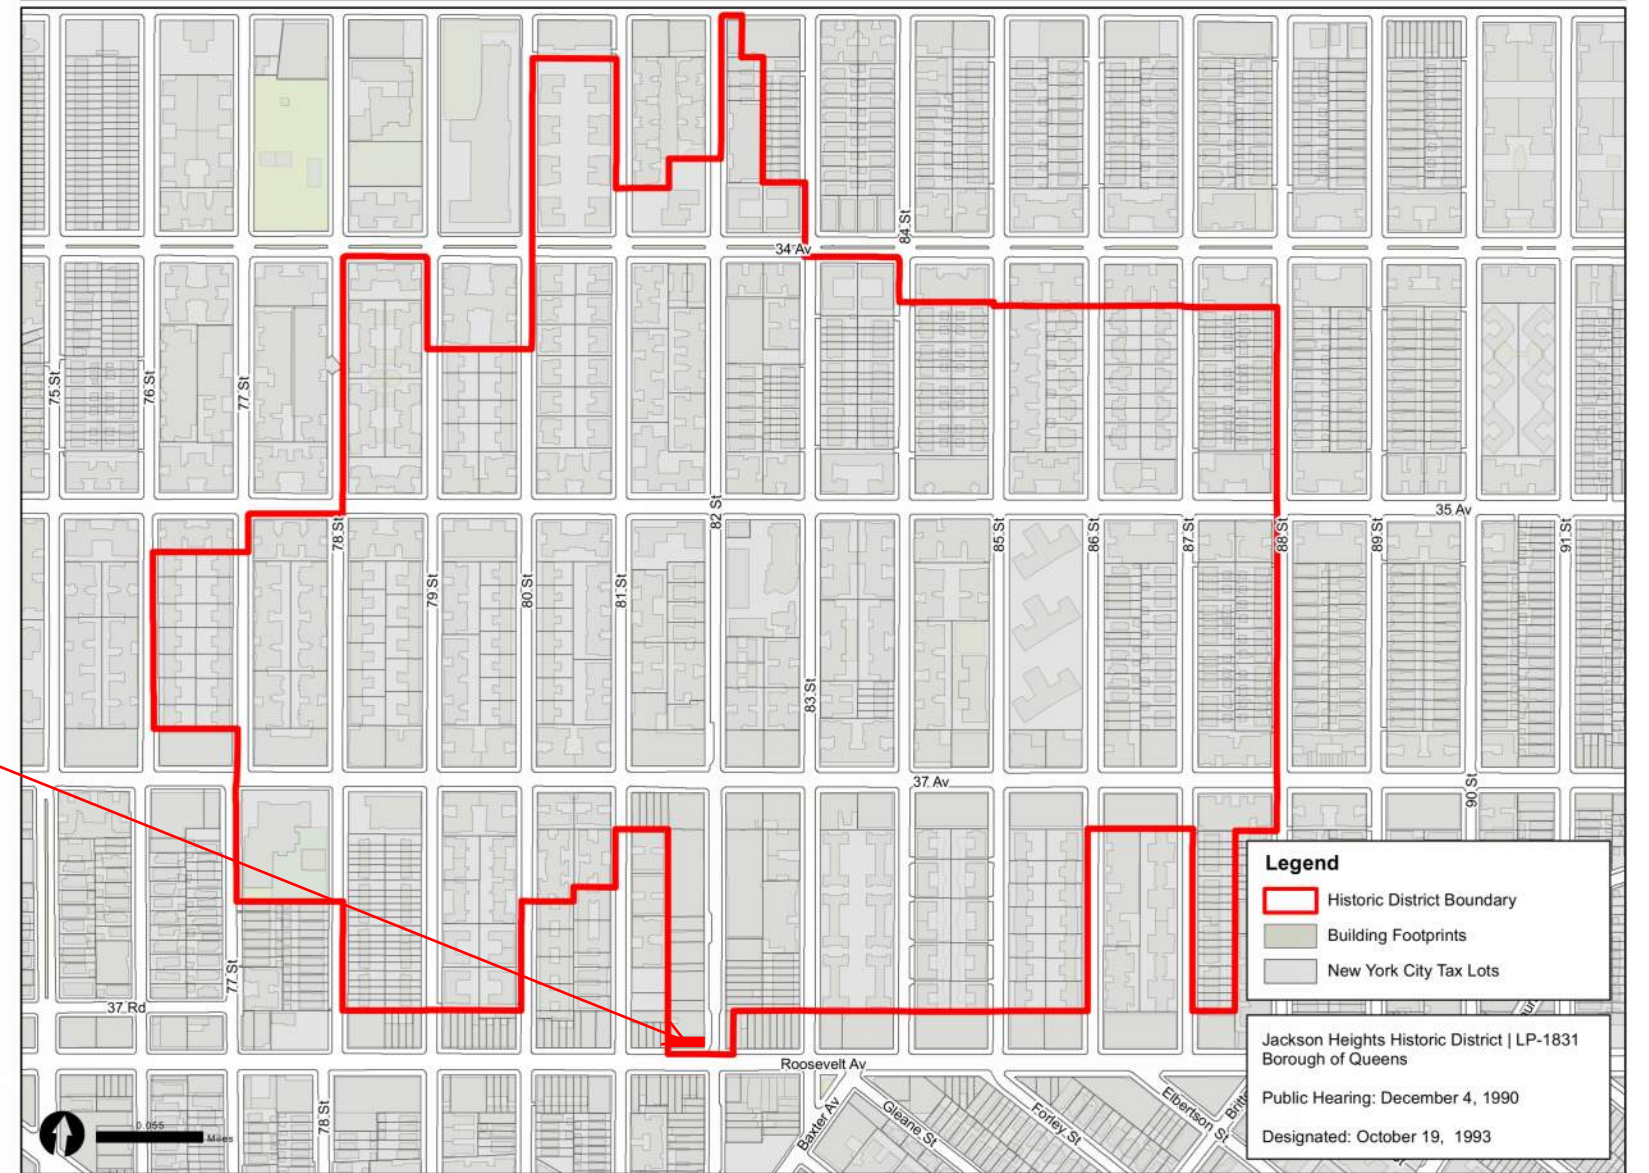 34 Av
84 St
75 St
76 St
77 St
82 St
35 Av
78 St
85 St
86 St
87 St
88 St
89 St
91 St
79 St
80 St
81 St
83 St
37 Av
90 St
Legend
Historic District Boundary
Building Footprints
New York City Tax Lots
77 St
37 Rd
Roosevelt Av
Jackson Heights Historic District | LP-1831
Borough of Queens
Public Hearing: December 4, 1990
Designated: October 19, 1993
78 St
Baxter Av
Gleane St
Forley St
Elbertson St
0.055
Miles